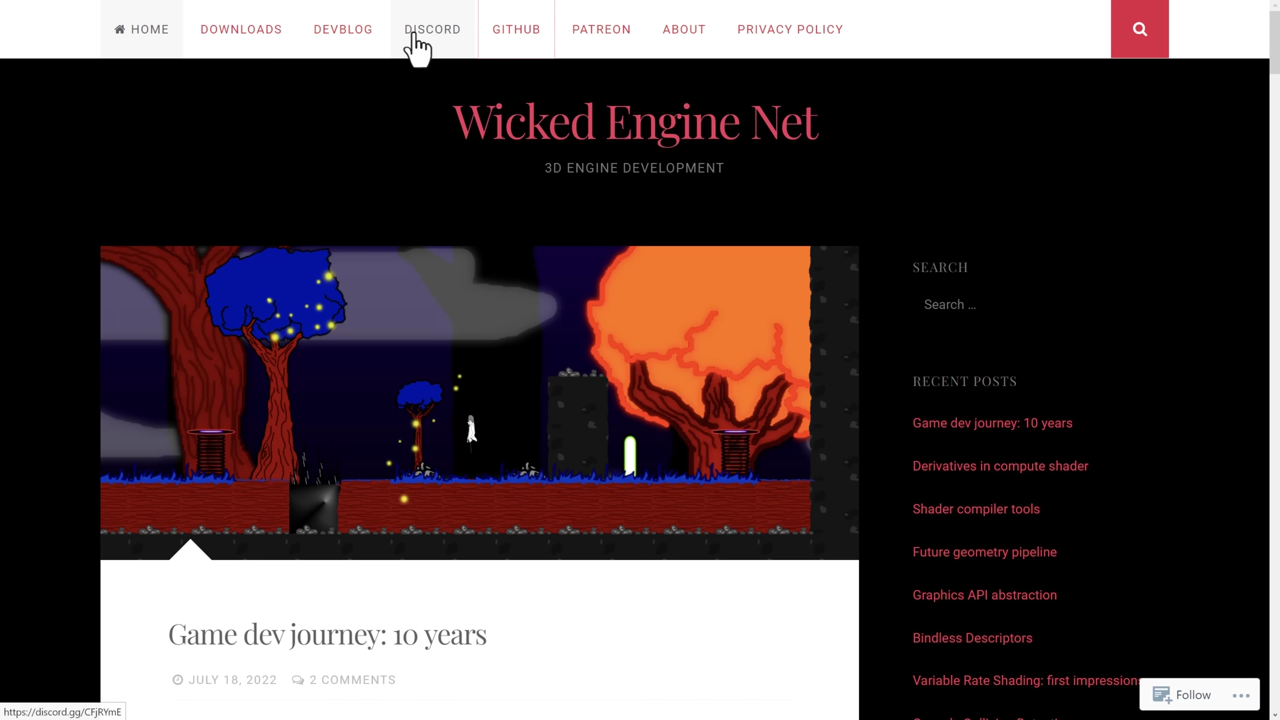 HOME DOWNLOADS DEVBLOG DISCORD GITHUB PATREON ABOUT PRIVACY POLICY
Wicked Engine Net
3D ENGINE DEVELOPMENT
SEARCH
Search …
RECENT POSTS
Game dev journey: 10 years
Derivatives in compute shader
Shader compiler tools
Future geometry pipeline
Graphics API abstraction
Bindless Descriptors
Variable Rate Shading: first impressions
Game dev journey: 10 years
JULY 18, 2022 2 COMMENTS
Follow
https://discord.gg/CFjRYmE